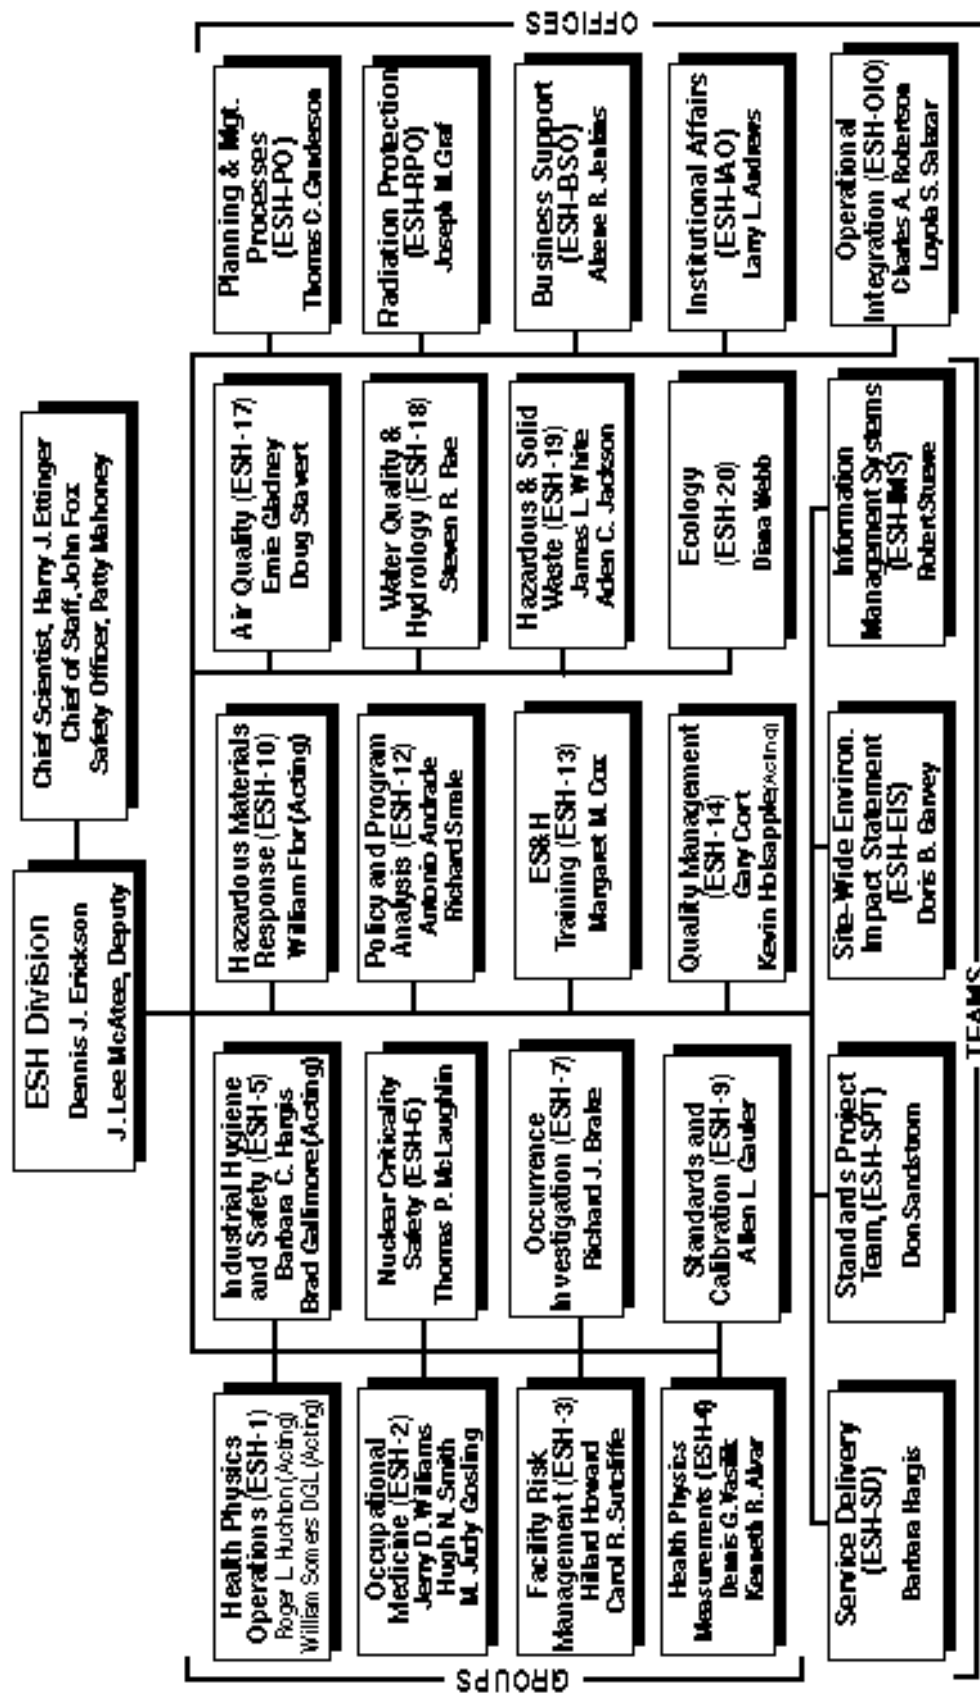 ESH Division
Dennis J. Erickson
J. Lee McAtee, Deputy
Chief Scientist, Harry J. Ettinger
Chief of Staff, John Fox
Safety Officer, Patty Mahoney
GROUPS
Health Physics
Operations (ESH-1)
Roger L. Huchton (Acting)
William Somers DGL (Acting)
Occupational
Medicine (ESH-2)
Jerry D. Williams
Hugh N. Smith
M. Judy Gosling
Facility Risk
Management (ESH-3)
Hillard Howard
Carol R. Sutcliffe
Health Physics
Measurements (ESH-4)
Dennis G. Vasilik
Kenneth R. Alvar
Industrial Hygiene
and Safety (ESH-5)
Barbara C. Hargis
Brad Gallimore (Acting)
Nuclear Criticality
Safety (ESH-6)
Thomas P. McLaughlin
Occurrence
Investigation (ESH-7)
Richard J. Brake
Standards and
Calibration (ESH-9)
Allen L. Gauler
Hazardous Materials
Response (ESH-10)
William Flor (Acting)
Policy and Program
Analysis (ESH-12)
Antonio Andrade
Richard Smale
ES&H
Training (ESH-13)
Margaret M. Cox
Quality Management
(ESH-14)
Gary Cort
Kevin Holsapple (Acting)
Air Quality (ESH-17)
Ernie Gladney
Doug Stavert
Water Quality &
Hydrology (ESH-18)
Steven R. Rae
Hazardous & Solid
Waste (ESH-19)
James L. White
Aden C. Jackson
Ecology
(ESH-20)
Diana Webb
OFFICES
Planning & Mgt.
Processes
(ESH-PO)
Thomas C. Gunderson
Radiation Protection
(ESH-RPO)
Joseph M. Graf
Business Support
(ESH-BSO)
R. Jenkins
Institutional Affairs
(ESH-IAO)
Larry L. Andrews
Operational
Integration (ESH-OIO)
Charles A. Robertson
Loyola S. Salazar
Service Delivery
(ESH-SD)
Barbara Hargis
Standards Project
Team, (ESH-SPT)
Don Sandstrom
Site-Wide Environ.
Impact Statement
(ESH-EIS)
Doris B. Garvey
Information
Management Systems
(ESH-IMS)
Robert Stuewe
TEAMS